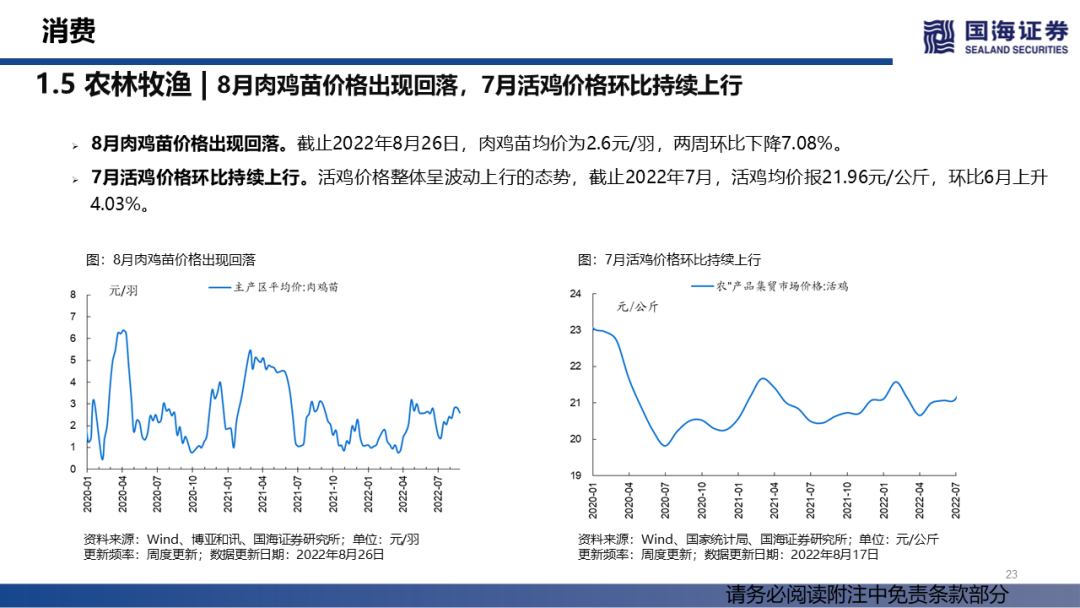 消费
国海证券
SEALAND SECURITIES
1.5 农林牧渔 | 8月肉鸡苗价格出现回落，7月活鸡价格环比持续上行
➢ 8月肉鸡苗价格出现回落。截止2022年8月26日，肉鸡苗均价为2.6元/羽，两周环比下降7.08%。
➢ 7月活鸡价格环比持续上行。活鸡价格整体呈波动上行的态势，截止2022年7月，活鸡均价报21.96元/公斤，环比6月上升
4.03%。
图：8月肉鸡苗价格出现回落
元/羽
主产区平均价:肉鸡苗
8
7
6
5
4
3
2
1
0
2020-01
2020-04
2020-07
2020-10
2021-01
2021-04
2021-07
2021-10
2022-01
2022-04
2022-07
资料来源：Wind、博亚和讯、国海证券研究所；单位：元/羽
更新频率：周度更新；数据更新日期：2022年8月26日
图：7月活鸡价格环比持续上行
农"产品集贸市场价格:活鸡
元/公斤
24
23
22
21
20
19
2020-01
2020-04
2020-07
2020-10
2021-01
2021-04
2021-07
2021-10
2022-01
2022-04
2022-07
资料来源：Wind、国家统计局、国海证券研究所；单位：元/公斤
更新频率：周度更新；数据更新日期：2022年8月17日
23
请务必阅读附注中免责条款部分